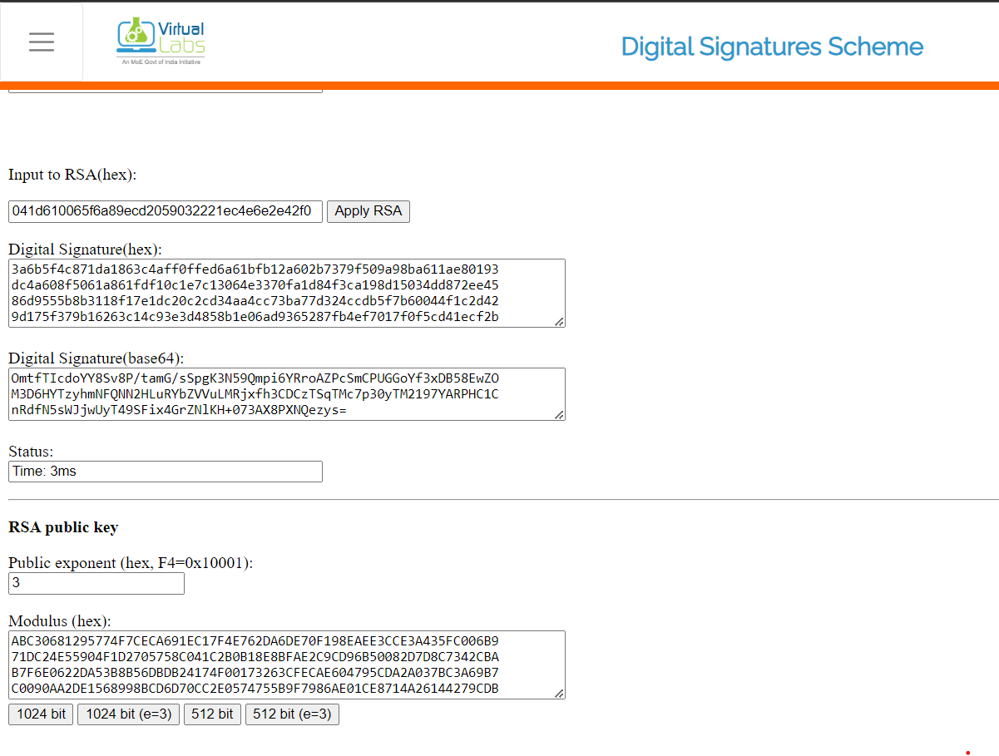 Virtual
Labs
An MoE Govt of India Initiative
Digital Signatures Scheme
Input to RSA(hex):
041d610065f6a89ecd2059032221ec4e6e2e42f0 Apply RSA
Digital Signature(hex):
3a6b5f4c871da1863c4aff0ffed6a61bfb12a602b7379f509a98ba611ae80193
dc4a608f5061a861fdf10c1e7c13064e3370fa1d84f3ca198d15034dd872ee45
86d9555b8b3118f17e1dc20c2cd34aa4cc73ba77d324ccdb5f7b60044f1c2d42
9d175f379b16263c14c93e3d4858b1e06ad9365287fb4ef7017f0f5cd41ecf2b
Digital Signature(base64):
OmtfTIcdoYY8Sv8P/tamG/sSpgK3N59Qmpi6YRroAZPcSmCPUGGoYf3xDB58EwZO
M3D6HYTzyhmNFQNN2HLuRYbZVVuLMRjxfh3CDCzTSqTMc7p30yTM2197YARPHC1C
nRdfN5sWJjwUyT49SFix4GrZNlKH+073AX8PXNQezys=
Status:
Time: 3ms
RSA public key
Public exponent (hex, F4=0x10001):
3
Modulus (hex):
ABC30681295774F7CECA691EC17F4E762DA6DE70F198EAEE3CCE3A435FC006B9
71DC24E55904F1D2705758C041C2B0B18E8BFAE2C9CD96B50082D7D8C7342CBA
B7F6E0622DA53B8B56DBDB24174F00173263CFECAE604795CDA2A037BC3A69B7
C0090AA2DE1568998BCD6D70CC2E0574755B9F7986AE01CE8714A26144279CDB
1024 bit 1024 bit (e=3) 512 bit 512 bit (e=3)